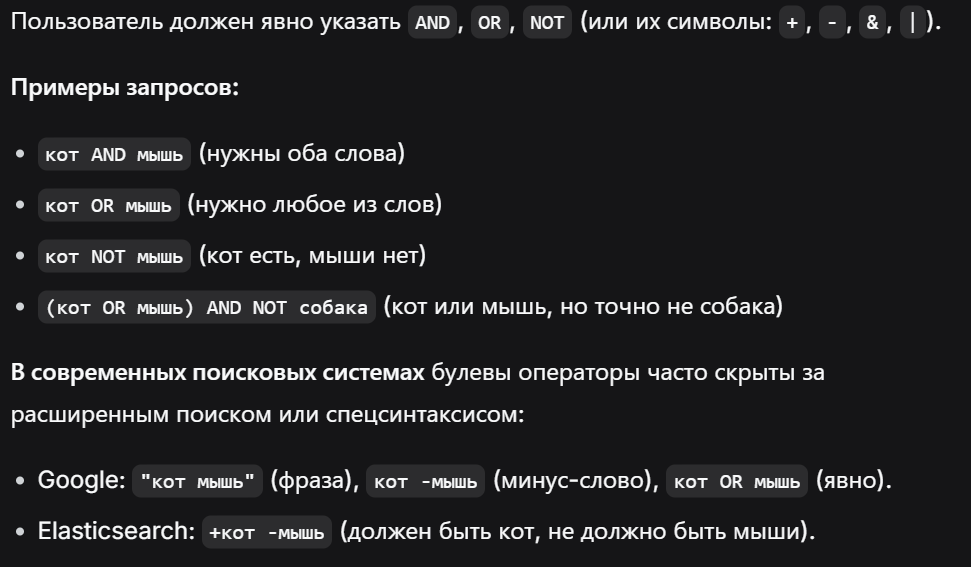 Пользователь должен явно указать AND, OR, NOT (или их символы: +, -, &, |).
Примеры запросов:
• кот AND мышь (нужны оба слова)
• кот OR мышь (нужно любое из слов)
• кот NOT мышь (кот есть, мыши нет)
• (кот OR мышь) AND NOT собака (кот или мышь, но точно не собака)
В современных поисковых системах булевы операторы часто скрыты за
расширенным поиском или спецсинтаксисом:
• Google: "кот мышь" (фраза), кот -мышь (минус-слово), кот OR мышь (явно).
• Elasticsearch: +кот -мышь (должен быть кот, не должно быть мыши).